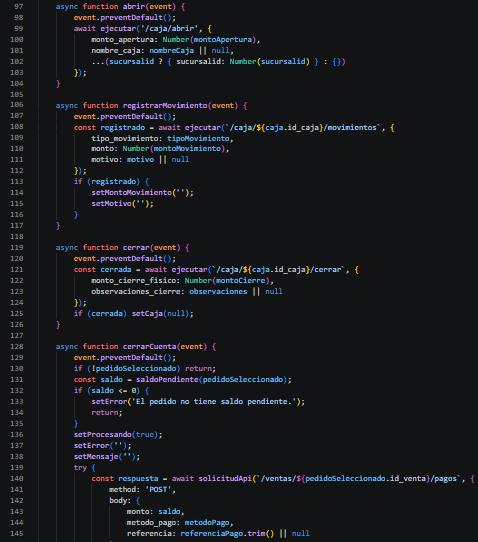 97 async function abrir(event) {
98 event.preventDefault();
99 await ejecutar('/caja/abrir', {
100 monto_apertura: Number(montoApertura),
101 nombre_caja: nombreCaja || null,
102 ...(sucursalid ? { sucursalid: Number(sucursalid) } : {})
103 });
104 }
105
106 async function registrarMovimiento(event) {
107 event.preventDefault();
108 const registrado = await ejecutar(`/caja/${caja.id_caja}/movimientos`, {
109 tipo_movimiento: tipoMovimiento,
110 monto: Number(montoMovimiento),
111 motivo: motivo || null
112 });
113 if (registrado) {
114 setMontoMovimiento('');
115 setMotivo('');
116 }
117 }
118
119 async function cerrar(event) {
120 event.preventDefault();
121 const cerrada = await ejecutar(`/caja/${caja.id_caja}/cerrar`, {
122 monto_cierre_fisico: Number(montoCierre),
123 observaciones_cierre: observaciones || null
124 });
125 if (cerrada) setCaja(null);
126 }
127
128 async function cerrarCuenta(event) {
129 event.preventDefault();
130 if (!pedidoSeleccionado) return;
131 const saldo = saldoPendiente(pedidoSeleccionado);
132 if (saldo <= 0) {
133 setError('El pedido no tiene saldo pendiente.');
134 return;
135 }
136 setProcesando(true);
137 setError('');
138 setMensaje('');
139 try {
140 const respuesta = await solicitudApi(`/ventas/${pedidoSeleccionado.id_venta}/pagos`, {
141 method: 'POST',
142 body: {
143 monto: saldo,
144 metodo_pago: metodoPago,
145 referencia: referenciaPago.trim() || null